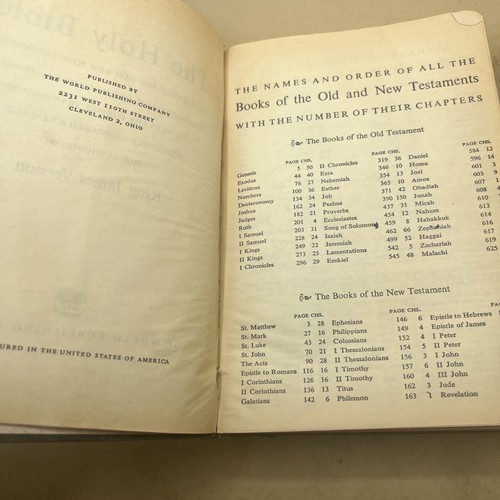 The Holy Bible
PUBLISHED BY
THE WORLD PUBLISHING COMPANY
2231 WEST 110TH STREET
CLEVELAND 2, OHIO
URED IN THE UNITED STATES OF AMERICA
THE NAMES AND ORDER OF ALL THE
Books of the Old and New Testaments
WITH THE NUMBER OF THEIR CHAPTERS
The Books of the Old Testament
PAGE CHS. PAGE CHS.
Genesis 5 50 II Chronicles 319 36 Daniel 584 12
Exodus 44 40 Ezra 346 10 Hosea 596 14
Leviticus 76 27 Nehemiah 354 13 Joel 601
Numbers 100 36 Esther 365 10 Amos 603 9
Deuteronomy 134 34 Job 371 42 Obadiah 607 1
Joshua 162 24 Psalms 390 150 Jonah 608
Judges 182 21 Proverbs 437 31 Micah 610
Ruth 201 4 Ecclesiastes 454 12 Nahum 613
I Samuel 203 31 Song of Solomon 459 8 Habakkuk
II Samuel 228 24 Isaiah 462 66 Zephaniah
I Kings 249 22 Jeremiah 499 52 Haggai 617
II Kings 273 25 Lamentations 542 5 Zechariah 619
I Chronicles 296 29 Ezekiel 545 48 Malachi 625
The Books of the New Testament
PAGE CHS. PAGE CHS.
St. Matthew 3 28 Ephesians 146 6 Epistle to Hebrews
St. Mark 27 16 Philippians 149 4 Epistle of James
St. Luke 43 24 Colossians 152 4 I Peter
St. John 70 21 I Thessalonians 154 5 II Peter
The Acts 90 28 II Thessalonians 156 3 I John
Epistle to Romans 116 16 I Timothy 157 6 II John
I Corinthians 126 16 II Timothy 160 4 III John
II Corinthians 136 13 Titus 162 3 Jude
Galatians 142 6 Philemon 163 1 Revelation